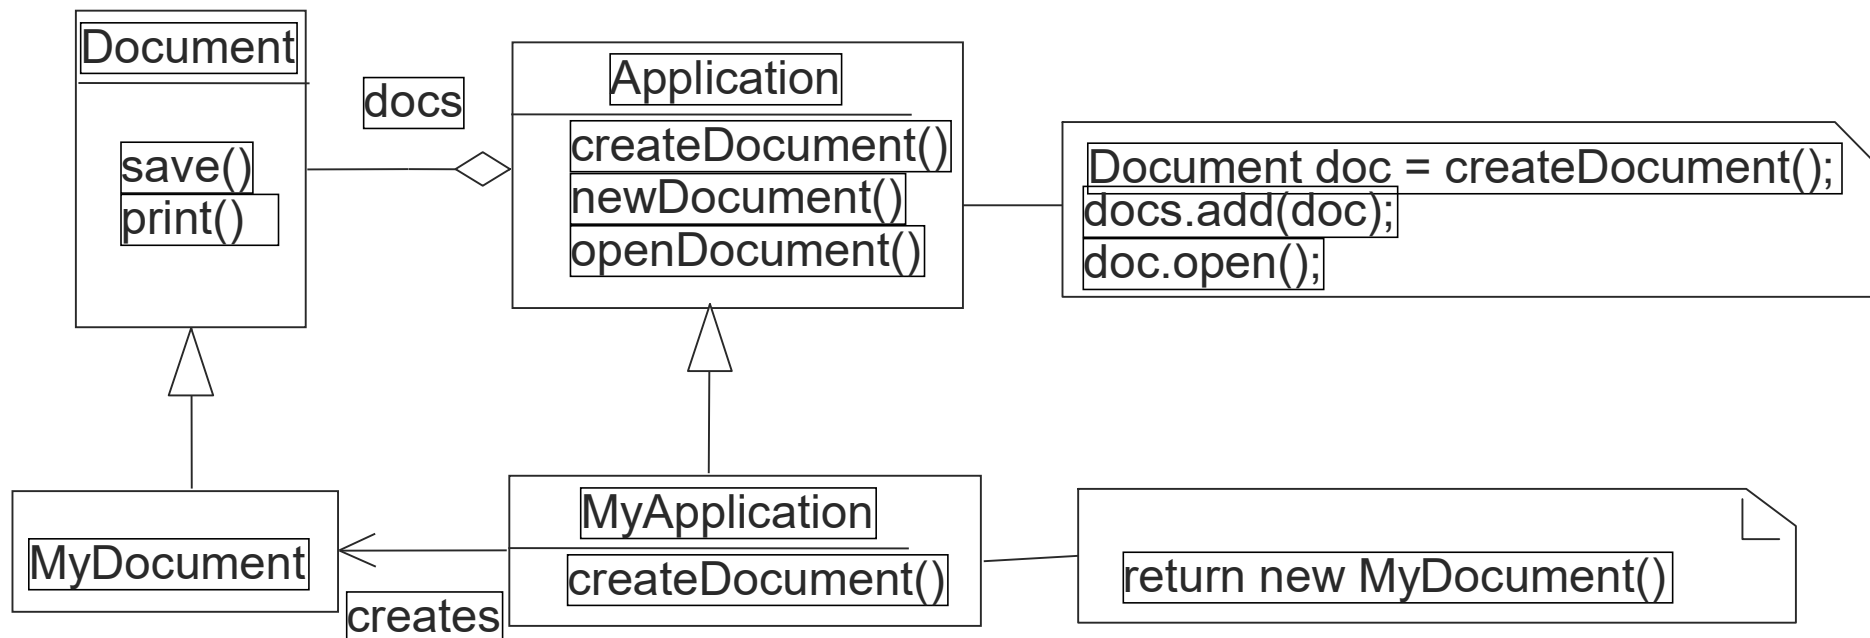 Document
save()
print()
docs
Application
createDocument()
newDocument()
openDocument()
Document doc = createDocument();
docs.add(doc);
doc.open();
MyDocument
creates
MyApplication
createDocument()
return new MyDocument()